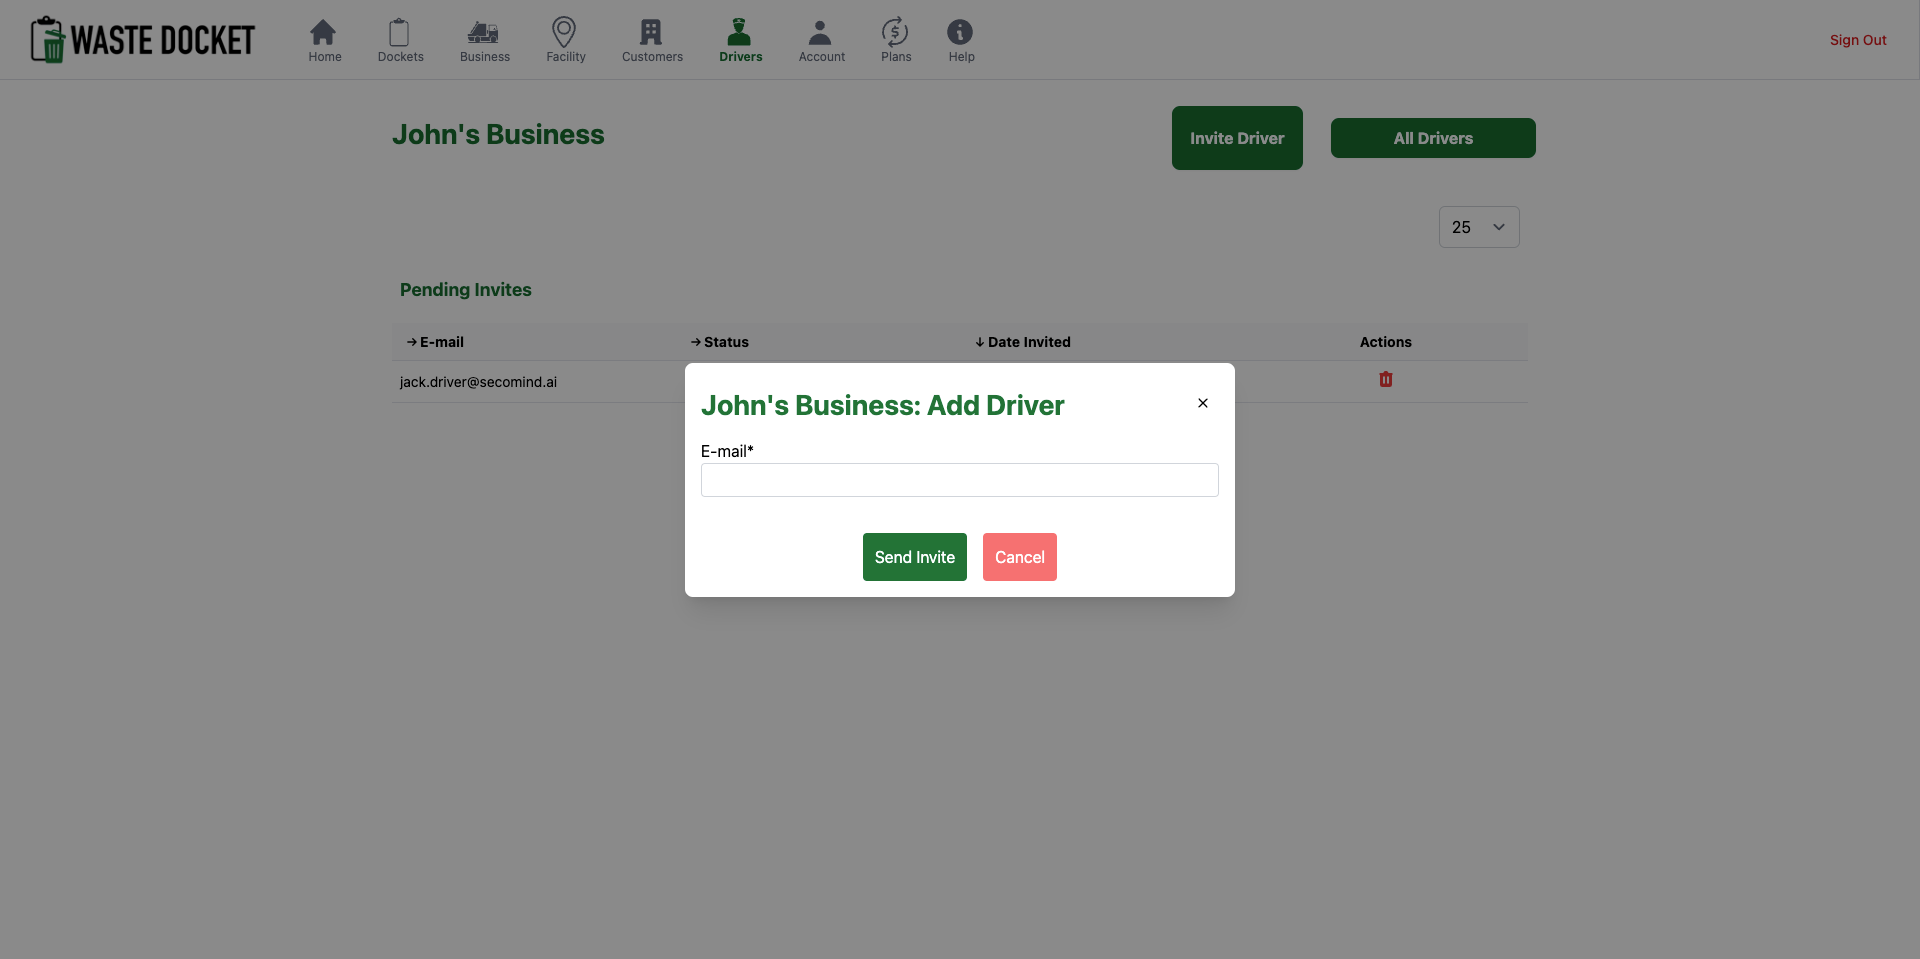 WASTE DOCKET
Home
Dockets
Business
Facility
Customers
Drivers
Account
Plans
Help
Sign Out
John's Business
Invite Driver
All Drivers
25
Pending Invites
→ E-mail → Status ↓ Date Invited Actions
jack.driver@secomind.ai
John's Business: Add Driver
×
E-mail*
Send Invite
Cancel